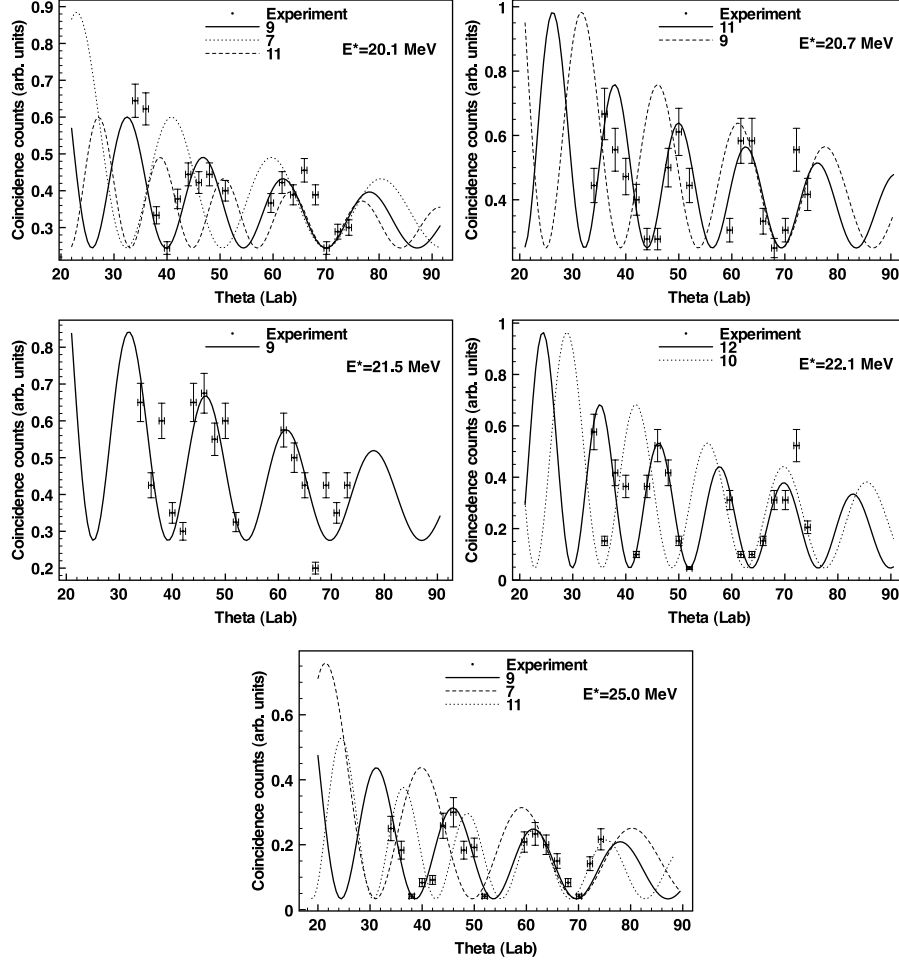 Experiment
9
7
11
E*=20.1 MeV
Coincidence counts (arb. units)
0.9
0.8
0.7
0.6
0.5
0.4
0.3
20 30 40 50 60 70 80 90
Theta (Lab)
Experiment
11
9
E*=20.7 MeV
Coincidence counts (arb. units)
1
0.8
0.6
0.4
20 30 40 50 60 70 80 90
Theta (Lab)
Experiment
9
E*=21.5 MeV
Coincidence counts (arb. units)
0.8
0.7
0.6
0.5
0.4
0.3
0.2
20 30 40 50 60 70 80 90
Theta (Lab)
Experiment
12
10
E*=22.1 MeV
Coincedence counts (arb. units)
1
0.8
0.6
0.4
0.2
0
20 30 40 50 60 70 80 90
Theta (Lab)
Experiment
9
7
11
E*=25.0 MeV
Coincidence counts (arb. units)
0.6
0.4
0.2
0
20 30 40 50 60 70 80 90
Theta (Lab)